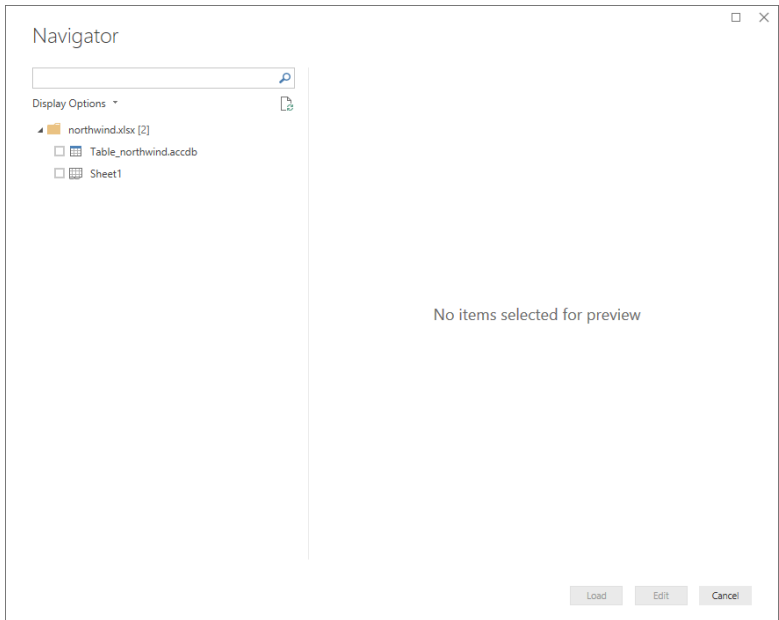 Navigator
Display Options
northwind.xlsx [2]
Table_northwind.accdb
Sheet1
No items selected for preview
Load Edit Cancel